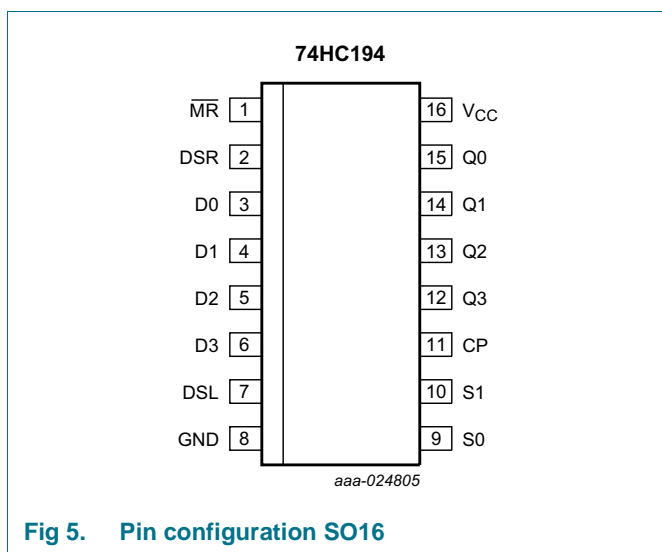 74HC194
M̅R̅ 1 16 VCC
DSR 2 15 Q0
D0 3 14 Q1
D1 4 13 Q2
D2 5 12 Q3
D3 6 11 CP
DSL 7 10 S1
GND 8 9 S0
aaa-024805
Fig 5. Pin configuration SO16